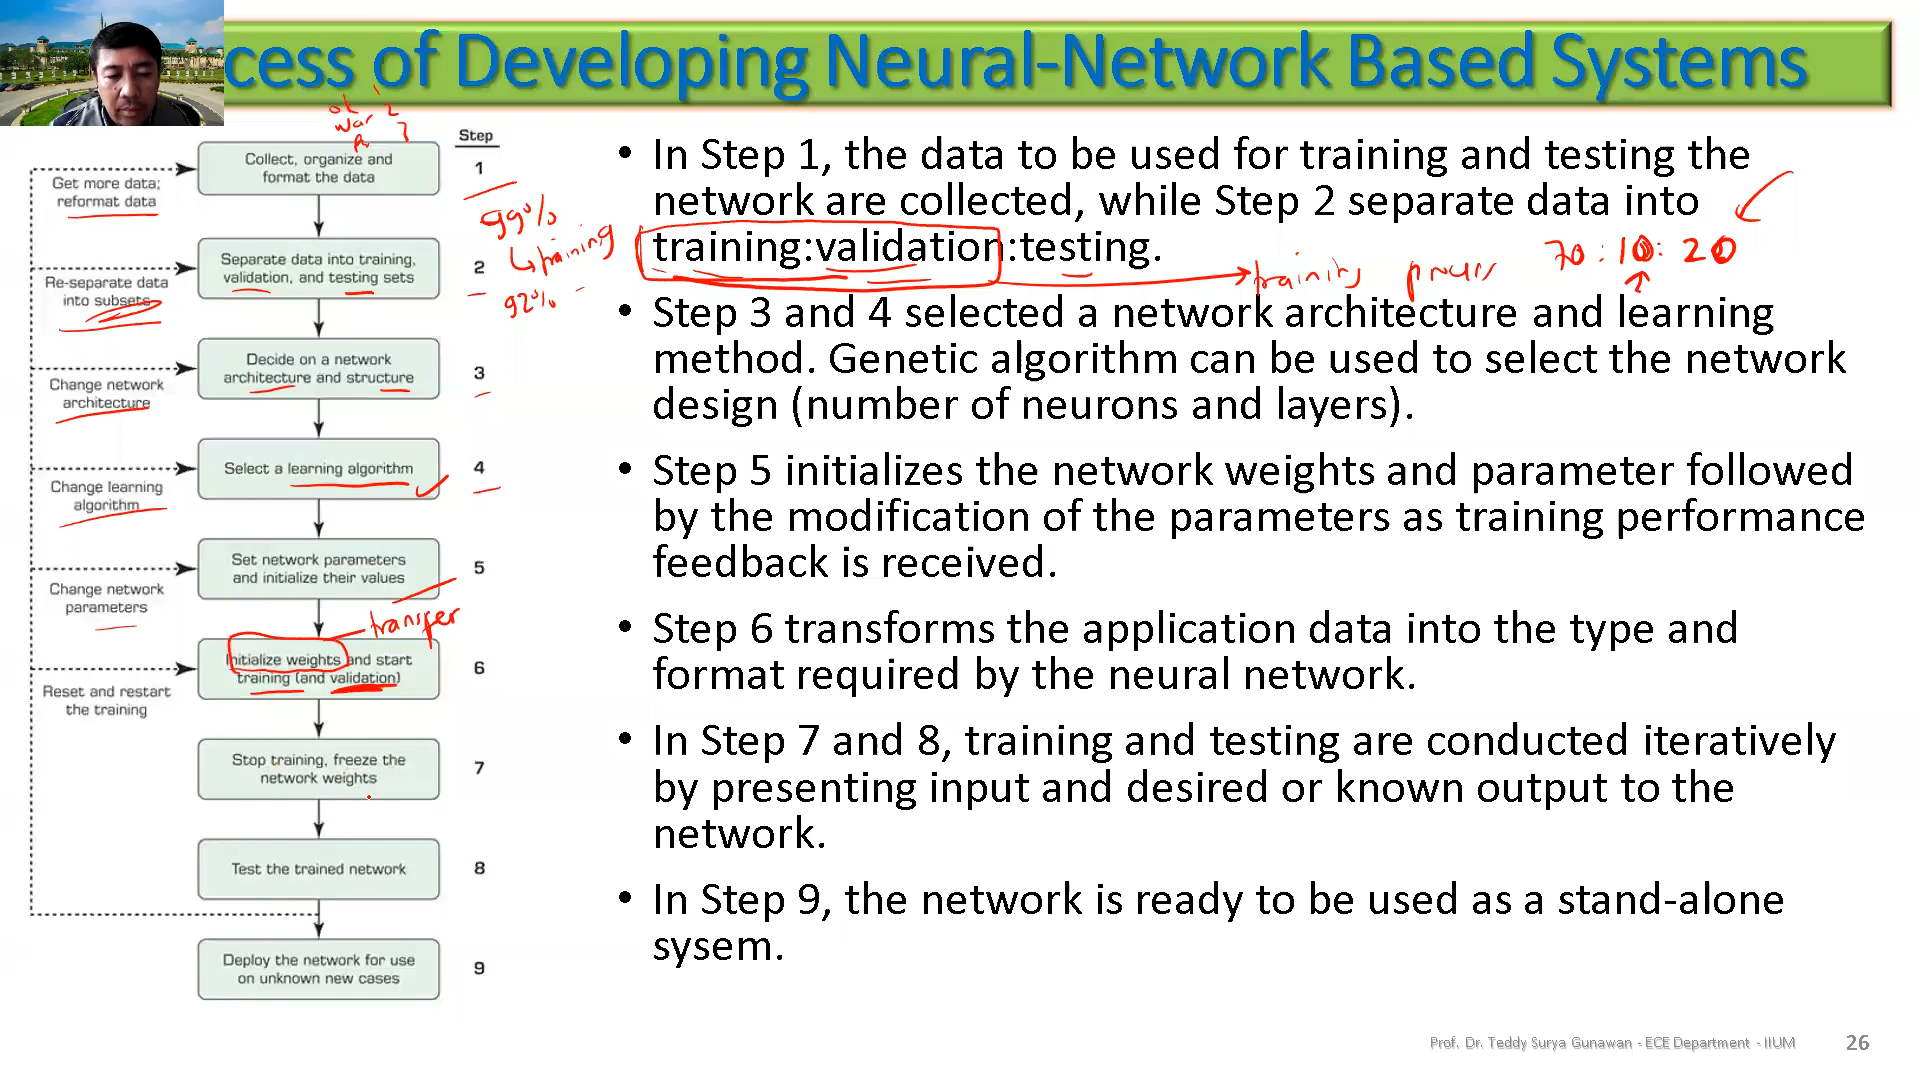 cess of Developing Neural-Network Based Systems
ok 1
war 2
3
Step
Collect, organize and
format the data
1
Get more data;
reformat data
99%
↳ training
Separate data into training,
validation, and testing sets
2
Re-separate data
into subsets
92%
Decide on a network
architecture and structure
3
Change network
architecture
Select a learning algorithm
4
Change learning
algorithm
Set network parameters
and initialize their values
5
Change network
parameters
transfer
Initialize weights and start
training (and validation)
6
Reset and restart
the training
Stop training, freeze the
network weights
7
Test the trained network
8
Deploy the network for use
on unknown new cases
9
• In Step 1, the data to be used for training and testing the
network are collected, while Step 2 separate data into
training:validation:testing.
70 : 10 : 20
training process
• Step 3 and 4 selected a network architecture and learning
method. Genetic algorithm can be used to select the network
design (number of neurons and layers).
• Step 5 initializes the network weights and parameter followed
by the modification of the parameters as training performance
feedback is received.
• Step 6 transforms the application data into the type and
format required by the neural network.
• In Step 7 and 8, training and testing are conducted iteratively
by presenting input and desired or known output to the
network.
• In Step 9, the network is ready to be used as a stand-alone
sysem.
Prof. Dr. Teddy Surya Gunawan - ECE Department - IIUM
26